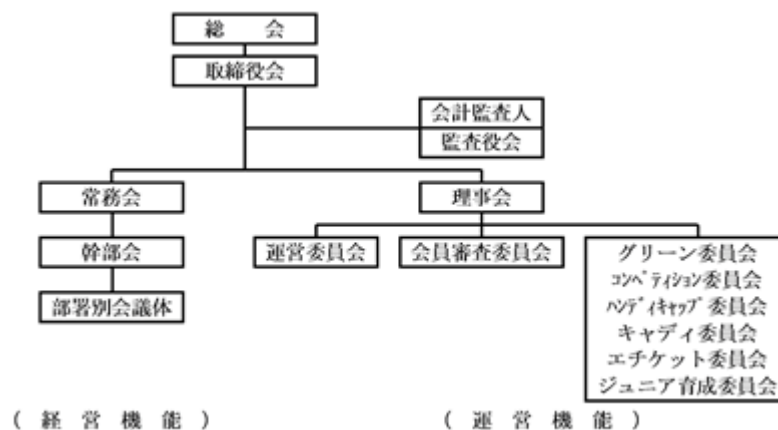 総　　会
取締役会
会計監査人
監査役会
常務会
理事会
幹部会
運営委員会
会員審査委員会
グリーン委員会
ｺﾝﾍﾟﾃｨｼｮﾝ委員会
ﾊﾝﾃﾞｨｷｬｯﾌﾟ委員会
キャディ委員会
エチケット委員会
ジュニア育成委員会
部署別会議体
（ 経 営 機 能 ）
（ 運 営 機 能 ）